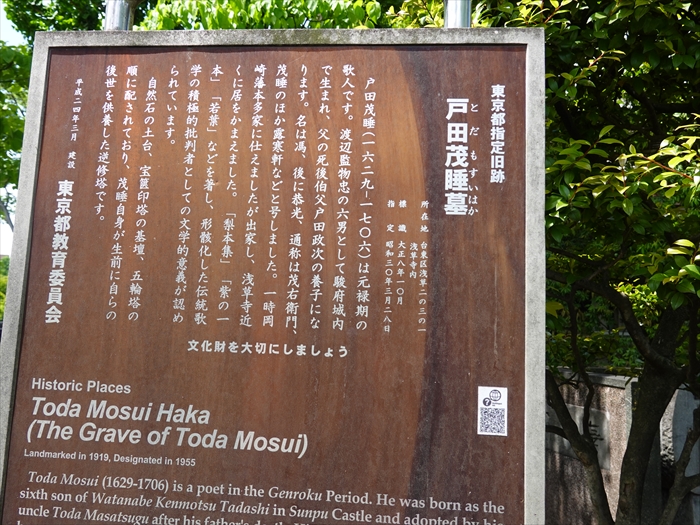 東京都指定旧跡
戸田茂睡墓
とだもすいはか
所在地 台東区浅草二の三の一
浅草寺内
標識 大正八年一〇月
指定 昭和三〇年三月二八日
戸田茂睡(一六二九―一七〇六)は元禄期の
歌人です。渡辺監物忠の六男として駿府城内
で生まれ、父の死後伯父戸田政次の養子にな
ります。名は馮、後に恭光、通称は茂右衛門、
茂睡のほか露寒軒などと号しました。一時岡
崎藩本多家に仕えましたが出家し、浅草寺近
くに居をかまえました。「梨本集」「紫の一
本」「若葉」などを著し、形骸化した伝統歌
学の積極的批判者としての文学的意義が認め
られています。
自然石の土台、宝篋印塔の基壇、五輪塔の
順に配されており、茂睡自身が生前に自らの
後世を供養した逆修塔です。
平成二四年三月 建設
東京都教育委員会
文化財を大切にしましょう
Historic Places
Toda Mosui Haka
(The Grave of Toda Mosui)
Landmarked in 1919, Designated in 1955
Toda Mosui (1629-1706) is a poet in the Genroku Period. He was born as the
sixth son of Watanabe Kenmotsu Tadashi in Sunpu Castle and adopted by his
uncle Toda Masatsugu after his father's death.